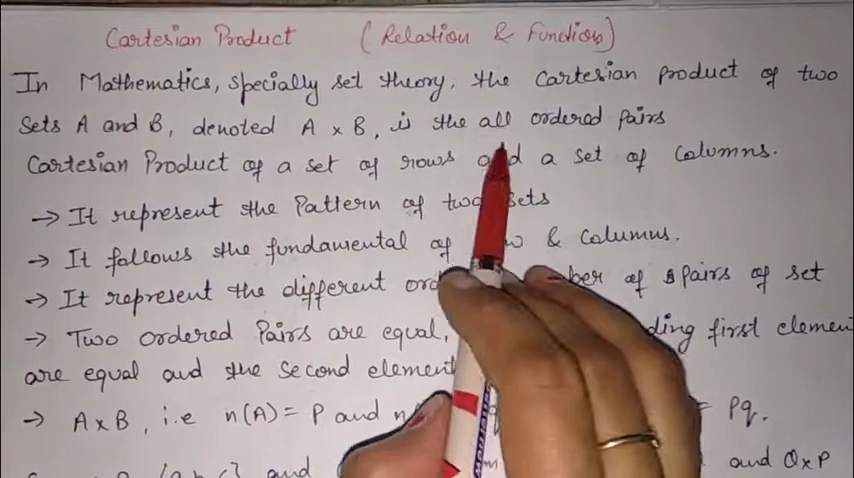 Cartesian Product (Relation & Function)
In Mathematics, specially set theory, the Cartesian product of two
Sets A and B, denoted A x B, is the all ordered pairs
Cartesian Product of a set of rows and a set of columns.
→ It represent the Pattern of two sets
→ It follows the fundamental of & columns.
→ It represent the different of pairs of set
→ Two ordered Pairs are equal, first element
are equal and the second element
→ A x B, i.e n(A) = P and = Pq.
and and Q x P